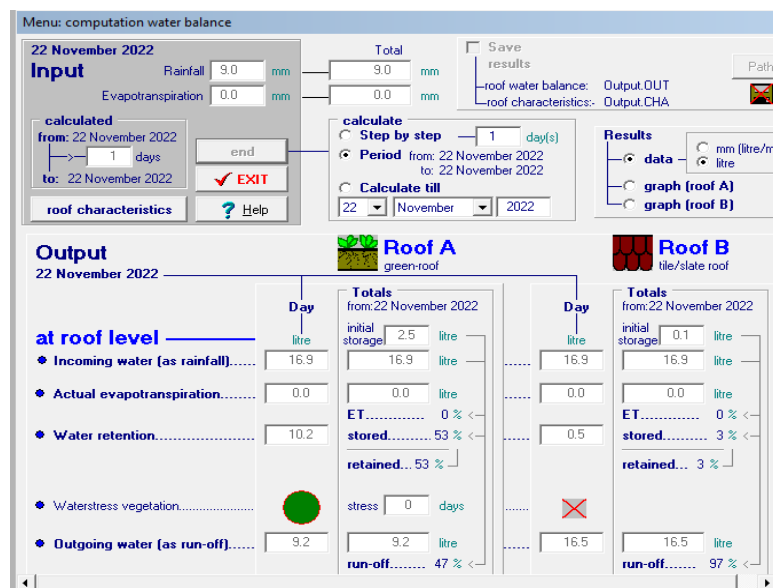 Menu: computation water balance
22 November 2022
Input
Rainfall 9.0 mm
Evapotranspiration 0.0 mm
Total
9.0 mm
0.0 mm
Save
results
roof water balance: Output.OUT
roof characteristics:- Output.CHA
Path
calculated
from: 22 November 2022
1 days
to: 22 November 2022
end
EXIT
roof characteristics
? Help
calculate
Step by step 1 day(s)
Period from: 22 November 2022
to: 22 November 2022
Calculate till
22 November 2022
Results
data
mm (litre/m
litre
graph (roof A)
graph (roof B)
Output
22 November 2022
Roof A
green-roof
Roof B
tile/slate roof
Day
Totals
from:22 November 2022
Day
Totals
from:22 November 2022
at roof level
litre
initial
storage 2.5 litre
litre
initial
storage 0.1 litre
Incoming water (as rainfall)..... 16.9 16.9 litre ..... 16.9 16.9 litre
Actual evapotranspiration........ 0.0 0.0 litre ..... 0.0 0.0 litre
ET............ 0 % <
ET............ 0 % <
Water retention..................... 10.2 stored........ 53 % < ..... 0.5 stored........ 3 % <
retained... 53 %
retained... 3 %
Waterstress vegetation................... stress 0 days ......
Outgoing water (as run-off)..... 9.2 9.2 litre ..... 16.5 16.5 litre
run-off....... 47 % <
run-off....... 97 % <